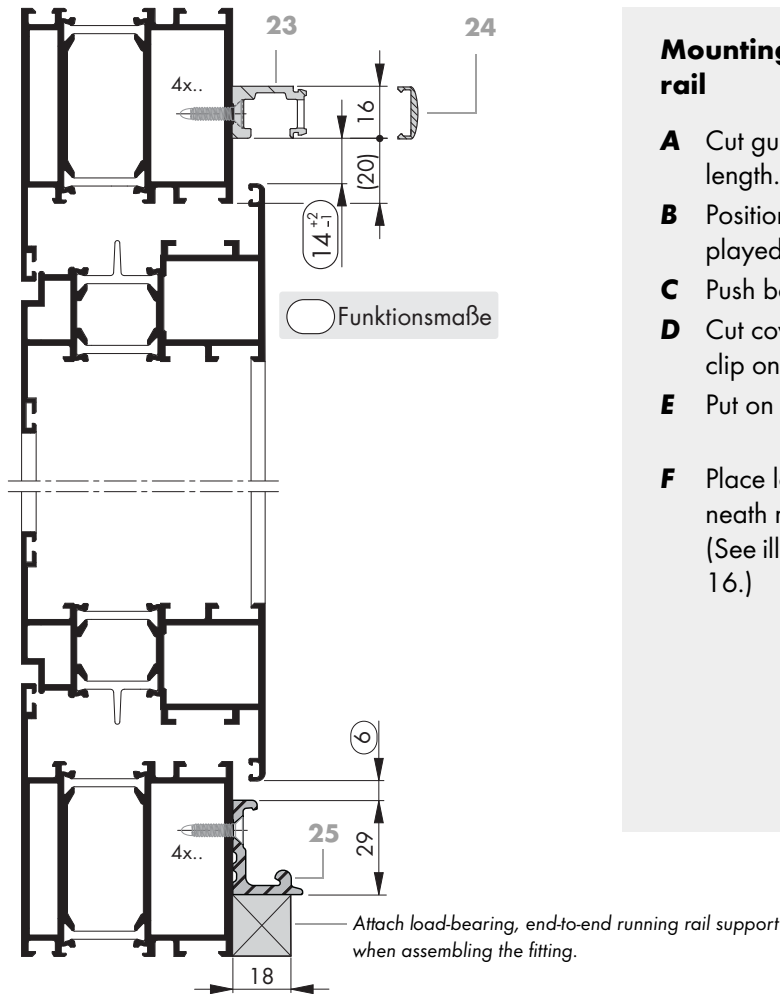 23
24
4x..
16
(20)
14 +2 −1
Funktionsmaße
6
25
29
4x..
Attach load-bearing, end-to-end running rail support
when assembling the fitting.
18
Mounting
rail
A Cut gu
length.
B Position
played
C Push b
D Cut co
clip on
E Put on
F Place l
neath
(See ill
16.)